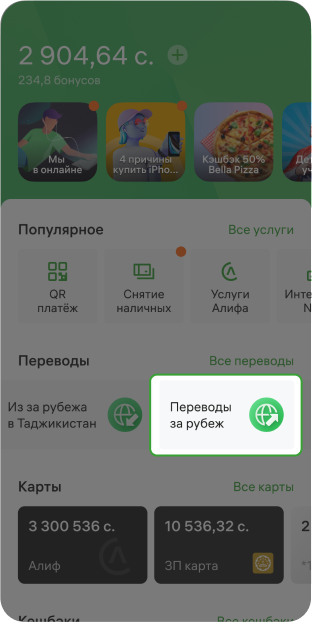 2 904,64 с.
234,8 бонусов
Мы
в онлайне
4 причины
купить iPho...
Кэшбэк 50%
Bella Pizza
Популярное
Все услуги
QR
платёж
Снятие
наличных
Услуги
Алифа
Инте
N
Переводы
Все переводы
Из за рубежа
в Таджикистан
Переводы
за рубеж
Карты
Все карты
3 300 536 с.
Алиф
10 536,32 с.
ЗП карта
2
Кэшбэки
Все кэшбэки